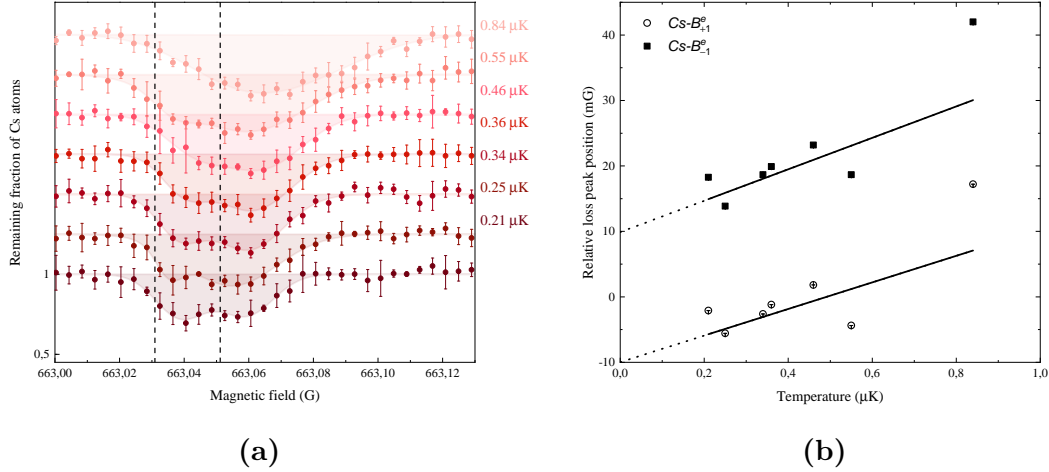 Remaining fraction of Cs atoms
1
0,5
0.84 µK
0.55 µK
0.46 µK
0.36 µK
0.34 µK
0.25 µK
0.21 µK
663,00 663,02 663,04 663,06 663,08 663,10 663,12
Magnetic field (G)
(a)
Relative loss peak position (mG)
40
30
20
10
0
-10
Cs-B^e_{+1}
Cs-B^e_{-1}
0,0 0,2 0,4 0,6 0,8 1,0
Temperature (µK)
(b)